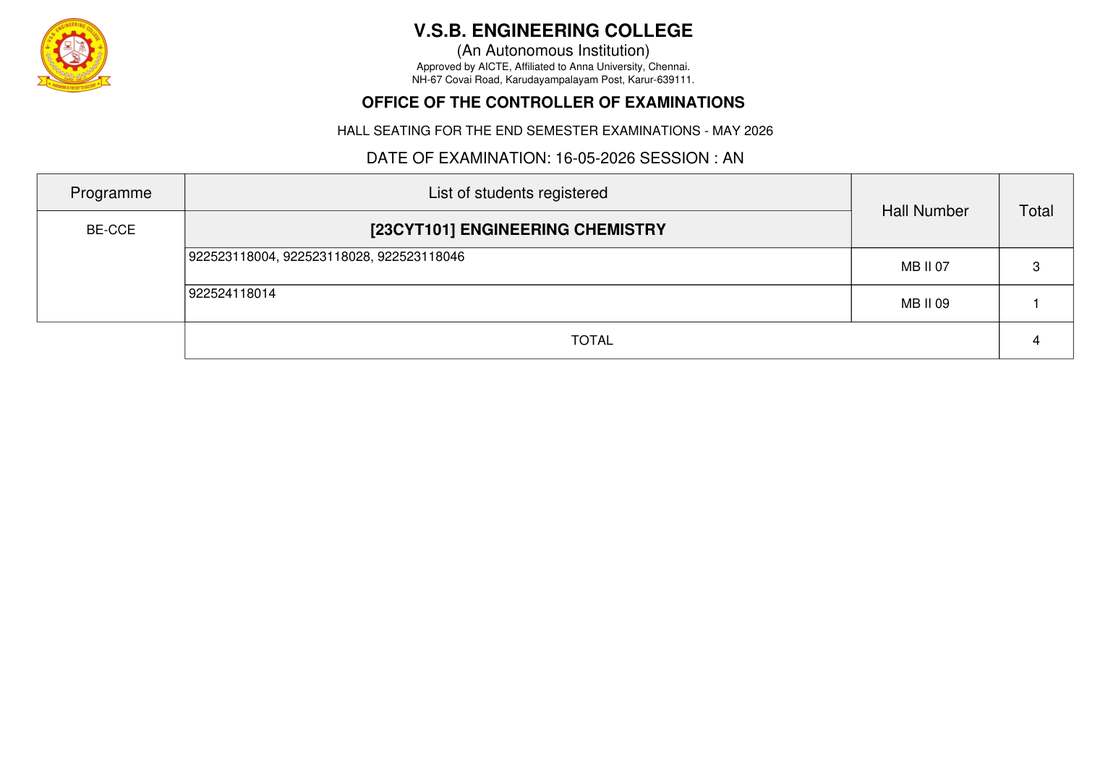 V.S.B. ENGINEERING COLLEGE
(An Autonomous Institution)
Approved by AICTE, Affiliated to Anna University, Chennai.
NH-67 Covai Road, Karudayampalayam Post, Karur-639111.
OFFICE OF THE CONTROLLER OF EXAMINATIONS
HALL SEATING FOR THE END SEMESTER EXAMINATIONS - MAY 2026
DATE OF EXAMINATION: 16-05-2026 SESSION : AN
Programme List of students registered Hall Number Total
BE-CCE [23CYT101] ENGINEERING CHEMISTRY
922523118004, 922523118028, 922523118046 MB II 07 3
922524118014 MB II 09 1
TOTAL 4